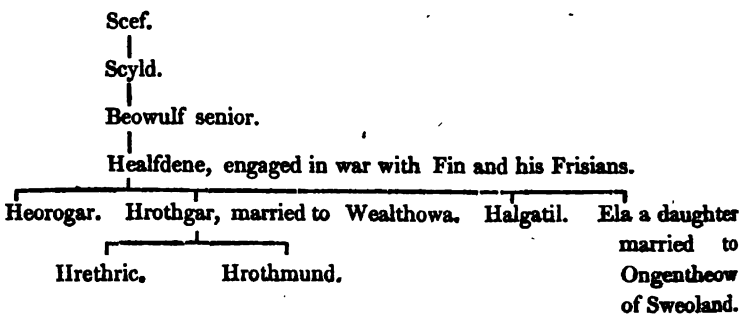 Scef.
Scyld.
Beowulf senior.
Healfdene, engaged in war with Fin and his Frisians.
Heorogar. Hrothgar, married to Wealthowa. Halgatil. Ela a daughter
married to
Hrethric. Hrothmund. Ongentheow
of Sweoland.